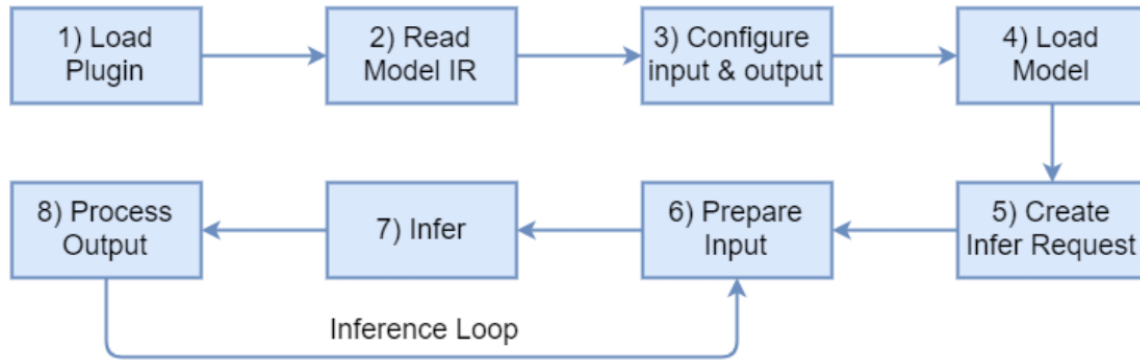 1) Load
Plugin
2) Read
Model IR
3) Configure
input & output
4) Load
Model
5) Create
Infer Request
6) Prepare
Input
7) Infer
8) Process
Output
Inference Loop